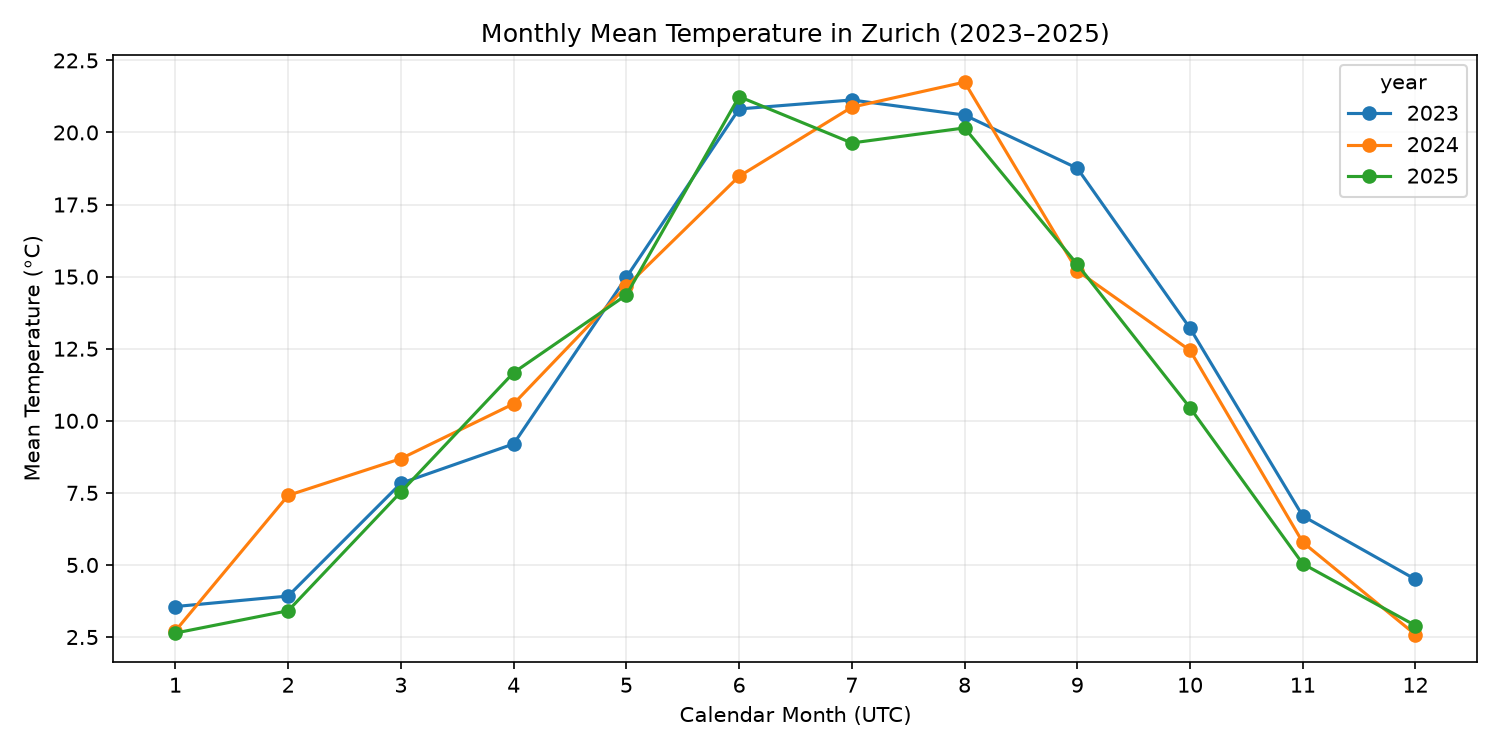 Monthly Mean Temperature in Zurich (2023–2025)
Mean Temperature (°C)
22.5
20.0
17.5
15.0
12.5
10.0
7.5
5.0
2.5
year
2023
2024
2025
1 2 3 4 5 6 7 8 9 10 11 12
Calendar Month (UTC)